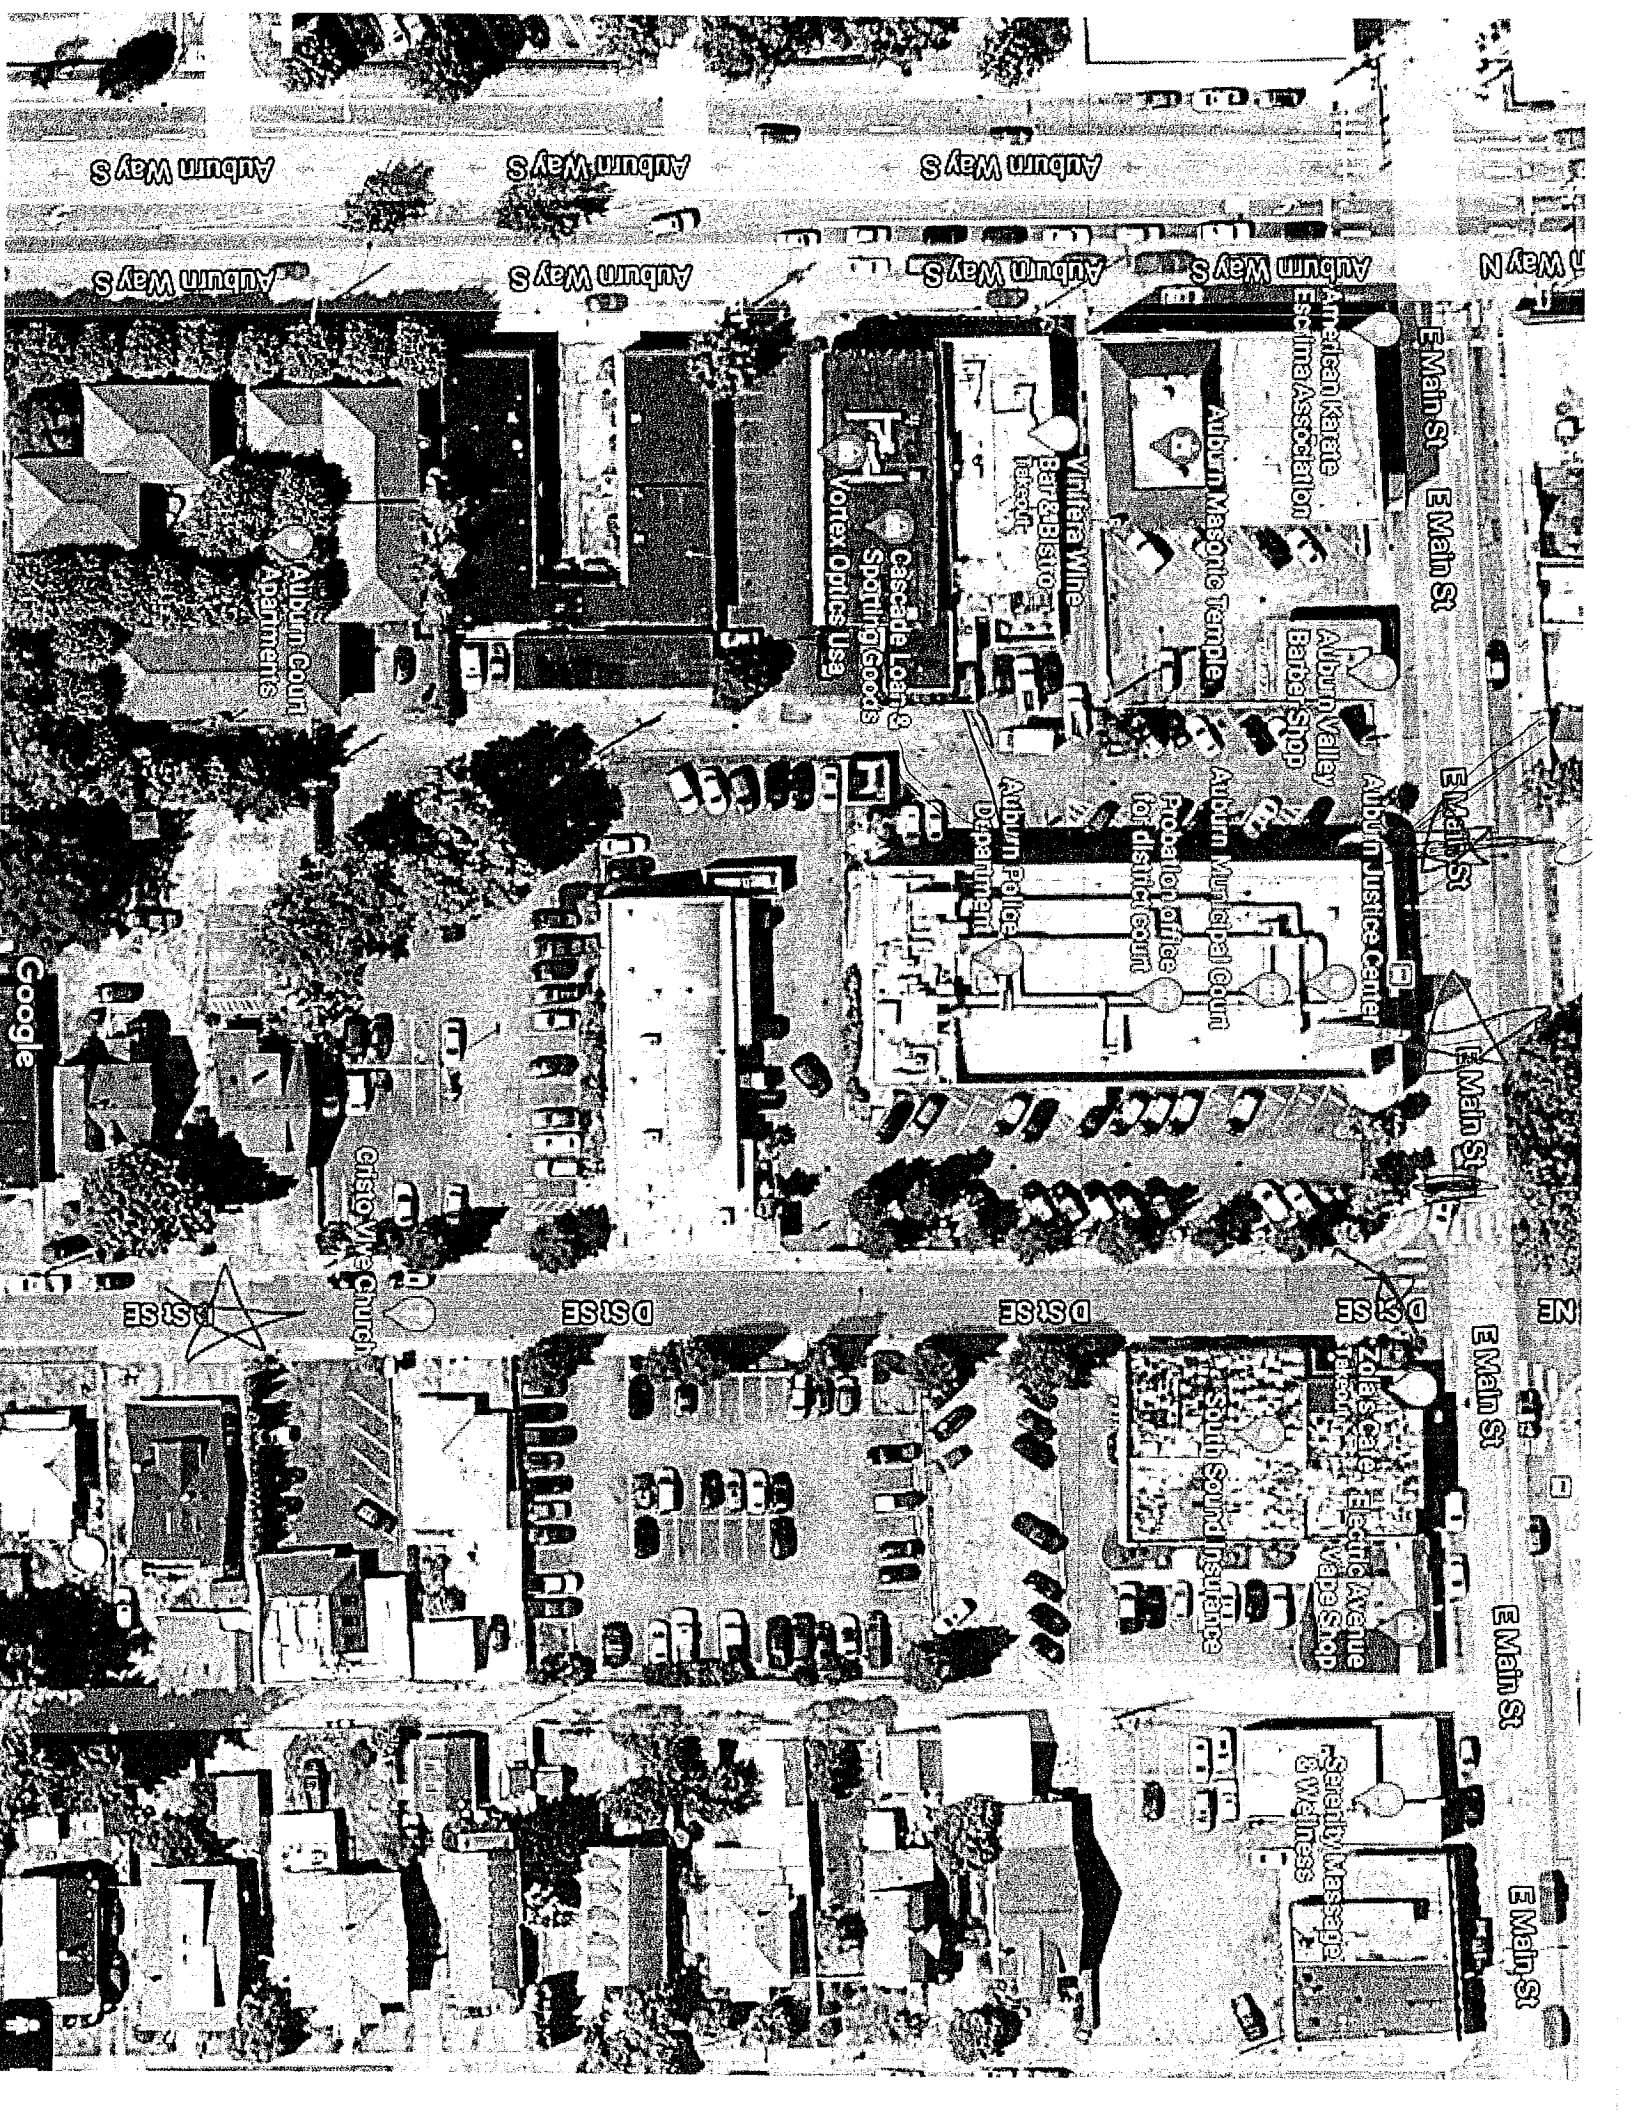 Auburn Way S
Auburn Way S
Auburn Way S
Auburn Way S
Auburn Way S
Auburn Way S
Auburn Way S
Auburn Way S
n Way N
E Main St
E Main St
E Main St
E Main St
E Main St
E Main St
E Main St
American Karate
Escrima Association
Auburn Masonic Temple
Vinifera Wine
Bar & Bistro
Takeout
Cascade Loan &
Sporting Goods
Vortex Optics Usa
Auburn Court
Apartments
Auburn Valley
Barber Shop
Auburn Justice Center
Auburn Municipal Court
Probation office
for district court
Auburn Police
Department
Google
Cristo Vive Church
D St SE
D St SE
D St SE
D St SE
NE
Zola's Cafe
Takeout
Electric Avenue
Vape Shop
South Sound Insurance
Serenity Massage
& Wellness
E Main St